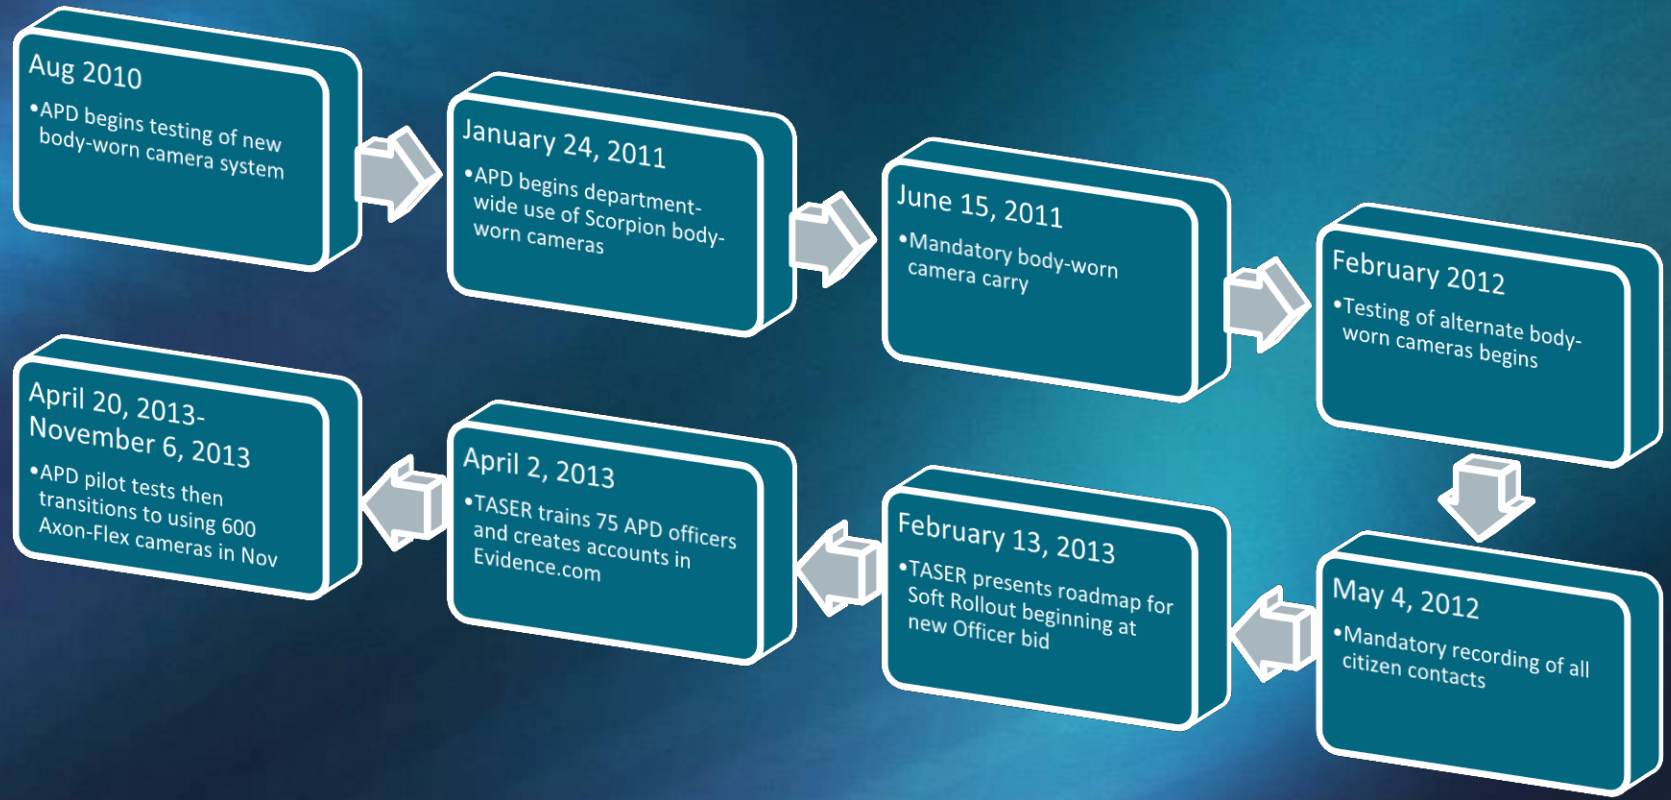 Aug 2010
•APD begins testing of new
body-worn camera system
January 24, 2011
•APD begins department-
wide use of Scorpion body-
worn cameras
June 15, 2011
•Mandatory body-worn
camera carry
February 2012
•Testing of alternate body-
worn cameras begins
May 4, 2012
•Mandatory recording of all
citizen contacts
February 13, 2013
•TASER presents roadmap for
Soft Rollout beginning at
new Officer bid
April 2, 2013
•TASER trains 75 APD officers
and creates accounts in
Evidence.com
April 20, 2013-
November 6, 2013
•APD pilot tests then
transitions to using 600
Axon-Flex cameras in Nov